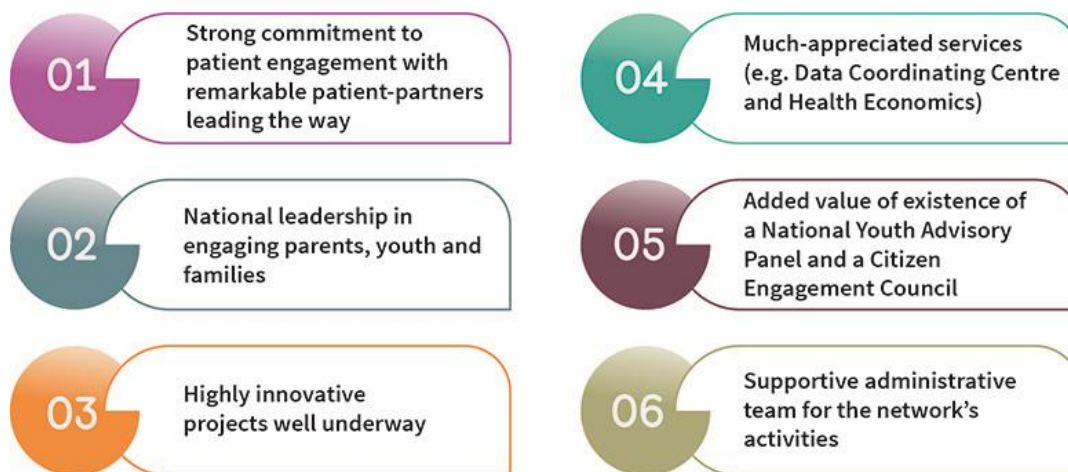 01
Strong commitment to
patient engagement with
remarkable patient-partners
leading the way
02
National leadership in
engaging parents, youth and
families
03
Highly innovative
projects well underway
04
Much-appreciated services
(e.g. Data Coordinating Centre
and Health Economics)
05
Added value of existence of
a National Youth Advisory
Panel and a Citizen
Engagement Council
06
Supportive administrative
team for the network’s
activities